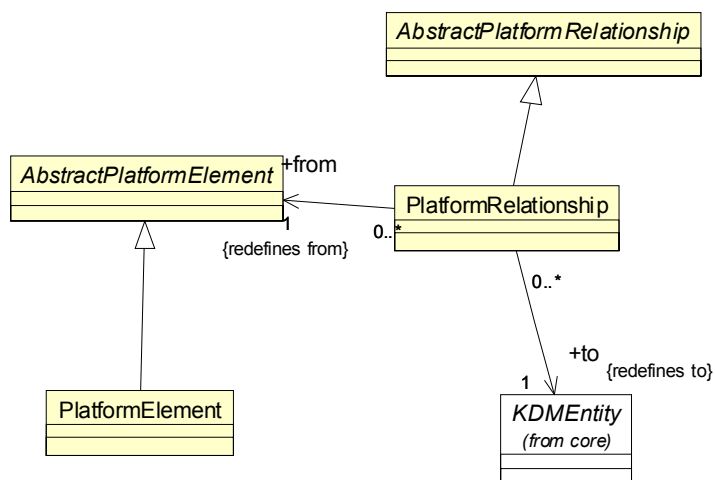 AbstractPlatformRelationship
AbstractPlatformElement
+from
PlatformRelationship
1
0..*
{redefines from}
0..*
+to
{redefines to}
1
PlatformElement
KDMEntity
(from core)